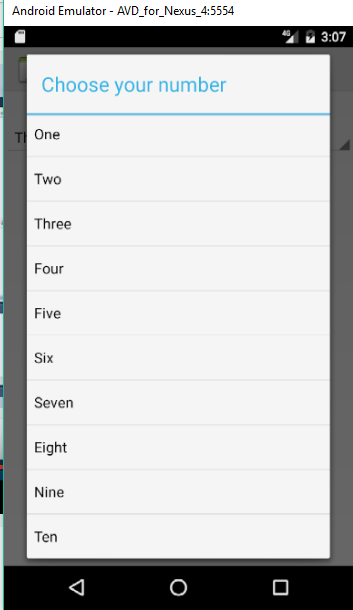 Android Emulator - AVD_for_Nexus_4:5554
4G 3:07
Choose your number
Th
One
Two
Three
Four
Five
Six
Seven
Eight
Nine
Ten